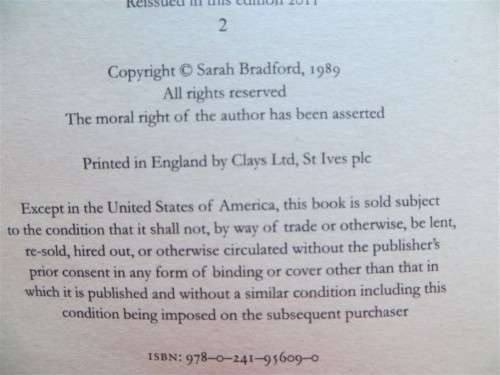 Reissued in this edition 2011
2
Copyright © Sarah Bradford, 1989
All rights reserved
The moral right of the author has been asserted
Printed in England by Clays Ltd, St Ives plc
Except in the United States of America, this book is sold subject
to the condition that it shall not, by way of trade or otherwise, be lent,
re-sold, hired out, or otherwise circulated without the publisher's
prior consent in any form of binding or cover other than that in
which it is published and without a similar condition including this
condition being imposed on the subsequent purchaser
ISBN: 978-0-241-95609-0